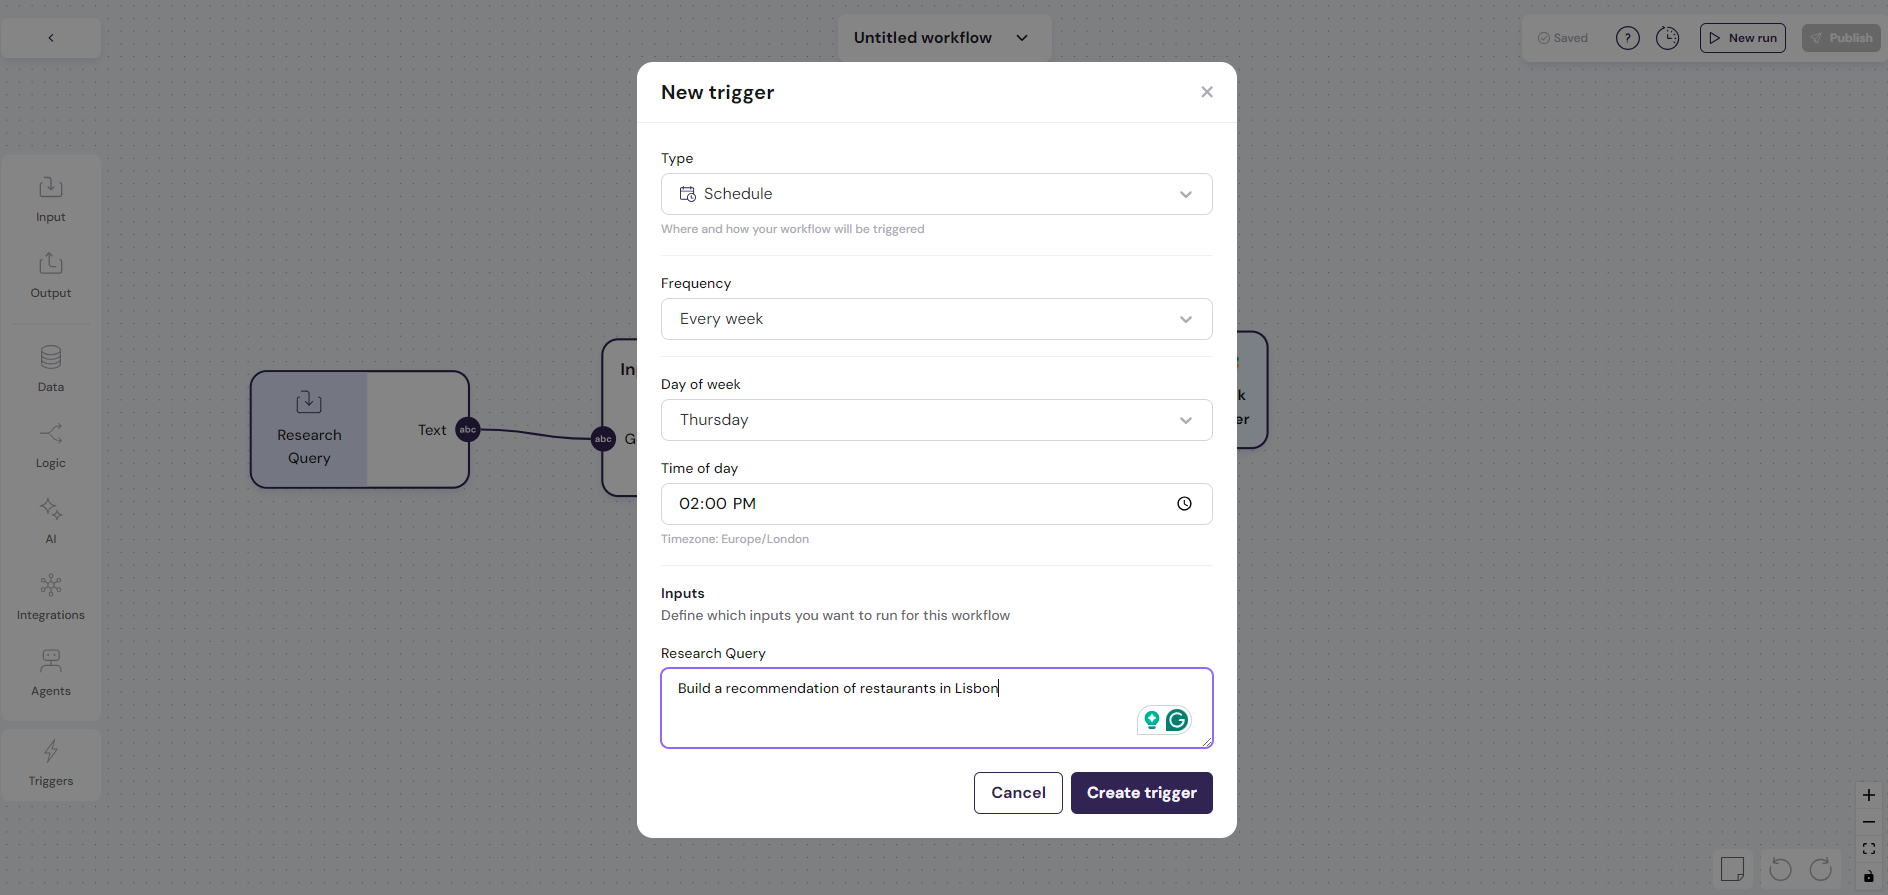 Untitled workflow
Saved
?
New run
Publish
New trigger
Type
Schedule
Where and how your workflow will be triggered
Frequency
Every week
Day of week
Thursday
Time of day
02:00 PM
Timezone: Europe/London
Inputs
Define which inputs you want to run for this workflow
Research Query
Build a recommendation of restaurants in Lisbon
G
Cancel
Create trigger
Input
Output
Data
Logic
AI
Integrations
Agents
Triggers
Research
Query
Text
abc
abc